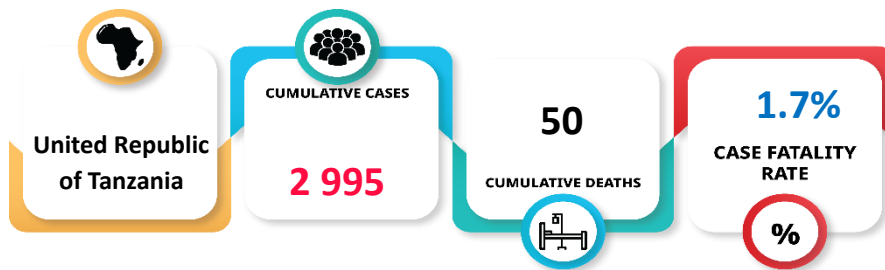 United Republic
of Tanzania
CUMULATIVE CASES
2 995
50
CUMULATIVE DEATHS
1.7%
CASE FATALITY
RATE
%